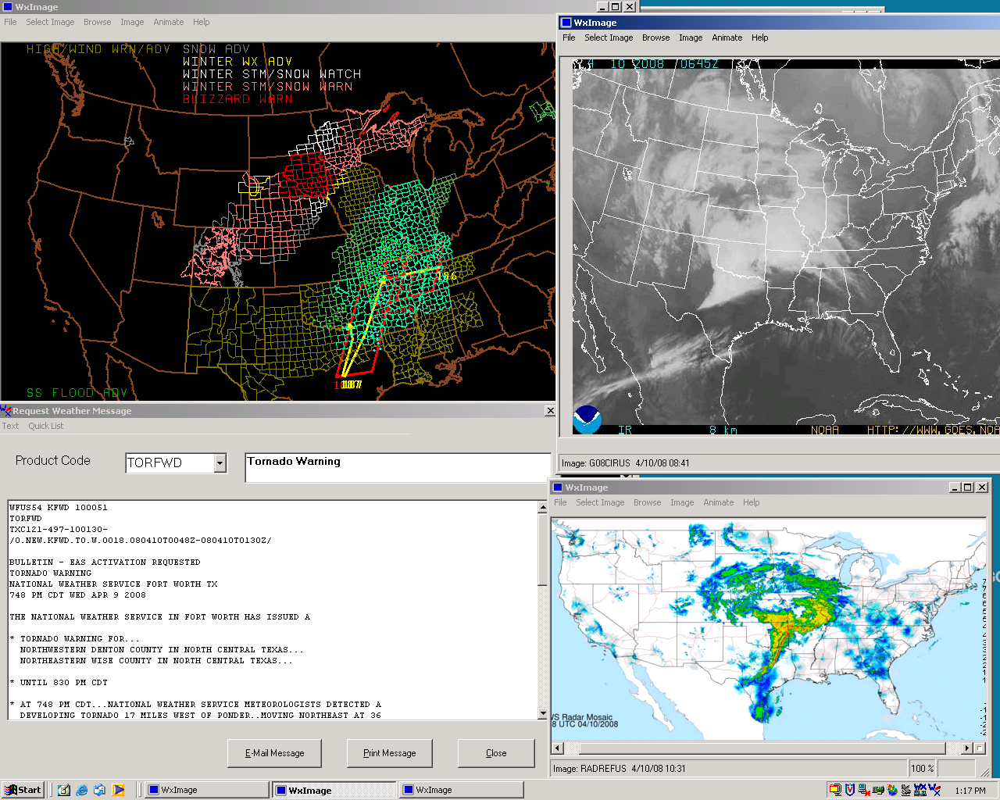 WxImage
File Select Image Browse Image Animate Help
HIGH/WIND WRN/ADV SNOW ADV
WINTER WX ADV
WINTER STM/SNOW WATCH
WINTER STM/SNOW WARN
BLIZZARD WARN
SS FLOOD ADV
WxImage
File Select Image Browse Image Animate Help
10 2008 0645Z
IR 8 km NOAA HTTP://WWW.GOES.NOA
Image: G08CIRUS 4/10/08 08:41
Request Weather Message
Text Quick List
Product Code TORFWD Tornado Warning
WFUS54 KFWD 100051
TORFWD
TXC121-497-100130-
/O.NEW.KFWD.TO.W.0018.080410T0048Z-080410T0130Z/
BULLETIN - EAS ACTIVATION REQUESTED
TORNADO WARNING
NATIONAL WEATHER SERVICE FORT WORTH TX
748 PM CDT WED APR 9 2008
THE NATIONAL WEATHER SERVICE IN FORT WORTH HAS ISSUED A
* TORNADO WARNING FOR...
NORTHWESTERN DENTON COUNTY IN NORTH CENTRAL TEXAS...
NORTHEASTERN WISE COUNTY IN NORTH CENTRAL TEXAS...
* UNTIL 830 PM CDT
* AT 748 PM CDT...NATIONAL WEATHER SERVICE METEOROLOGISTS DETECTED A
DEVELOPING TORNADO 17 MILES WEST OF PONDER..MOVING NORTHEAST AT 36
E-Mail Message Print Message Close
WxImage
File Select Image Browse Image Animate Help
VS Radar Mosaic
8 UTC 04/10/2008
Image: RADREFUS 4/10/08 10:31 100 %
Start WxImage WxImage WxImage 1:17 PM